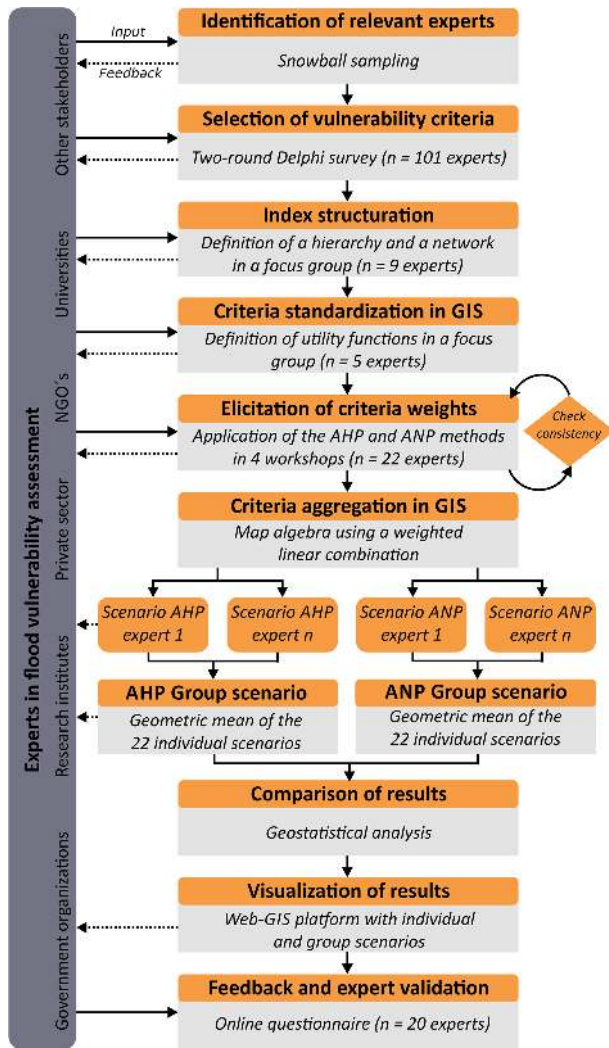 Experts in flood vulnerability assessment
Other stakeholders
Universities
NGO´s
Private sector
Research institutes
Government organizations
Input
Feedback
Identification of relevant experts
Snowball sampling
Selection of vulnerability criteria
Two-round Delphi survey (n = 101 experts)
Index structuration
Definition of a hierarchy and a network
in a focus group (n = 9 experts)
Criteria standardization in GIS
Definition of utility functions in a focus
group (n = 5 experts)
Elicitation of criteria weights
Application of the AHP and ANP methods
in 4 workshops (n = 22 experts)
Check
consistency
Criteria aggregation in GIS
Map algebra using a weighted
linear combination
Scenario AHP
expert 1
Scenario AHP
expert n
Scenario ANP
expert 1
Scenario ANP
expert n
AHP Group scenario
Geometric mean of the
22 individual scenarios
ANP Group scenario
Geometric mean of the
22 individual scenarios
Comparison of results
Geostatistical analysis
Visualization of results
Web-GIS platform with individual
and group scenarios
Feedback and expert validation
Online questionnaire (n = 20 experts)